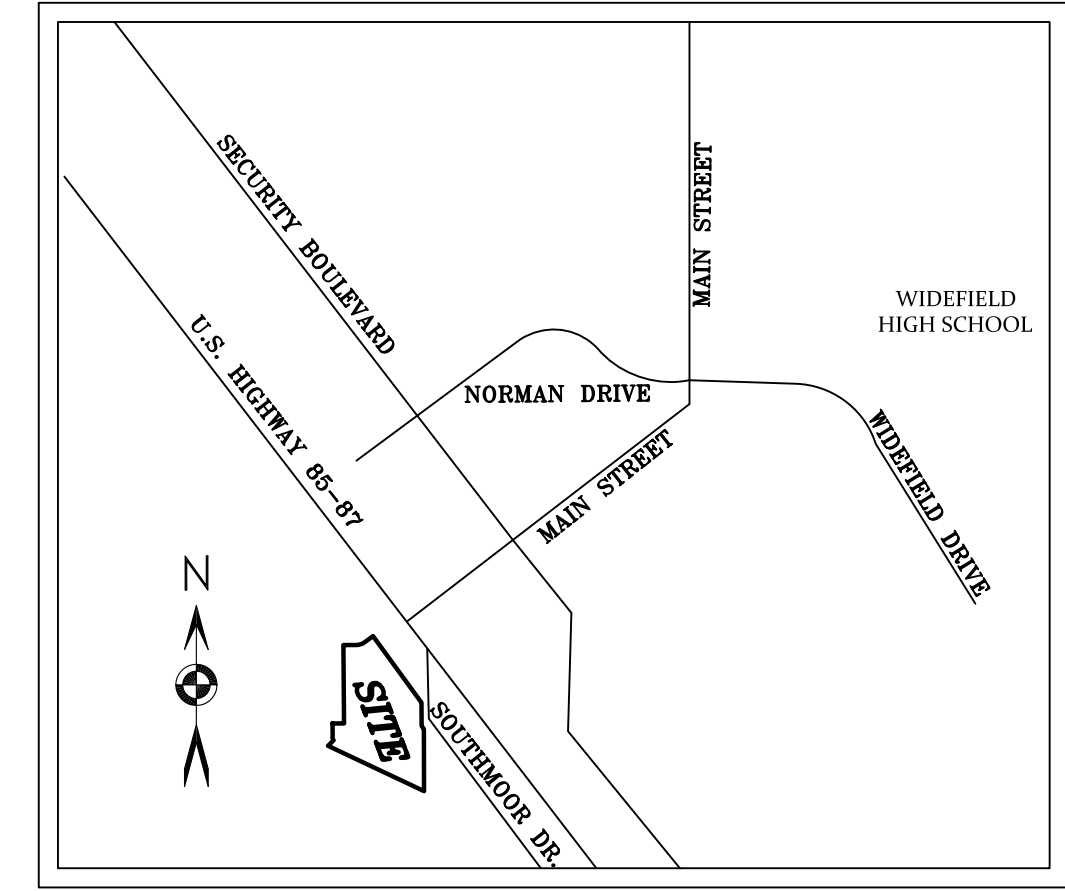 SECURITY BOULEVARD
MAIN STREET
WIDEFIELD
HIGH SCHOOL
U.S. HIGHWAY 85-87
NORMAN DRIVE
MAIN STREET
WIDEFIELD DRIVE
N
SITE
SOUTHMOOR DR.